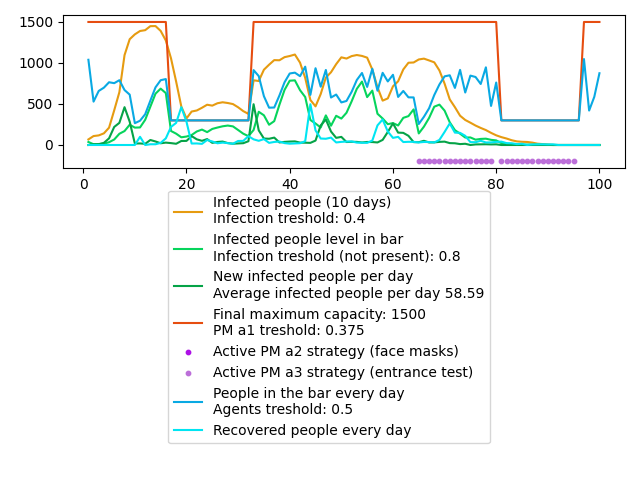 1500
1000
500
0
0 20 40 60 80 100
Infected people (10 days)
Infection treshold: 0.4
Infected people level in bar
Infection treshold (not present): 0.8
New infected people per day
Average infected people per day 58.59
Final maximum capacity: 1500
PM a1 treshold: 0.375
Active PM a2 strategy (face masks)
Active PM a3 strategy (entrance test)
People in the bar every day
Agents treshold: 0.5
Recovered people every day